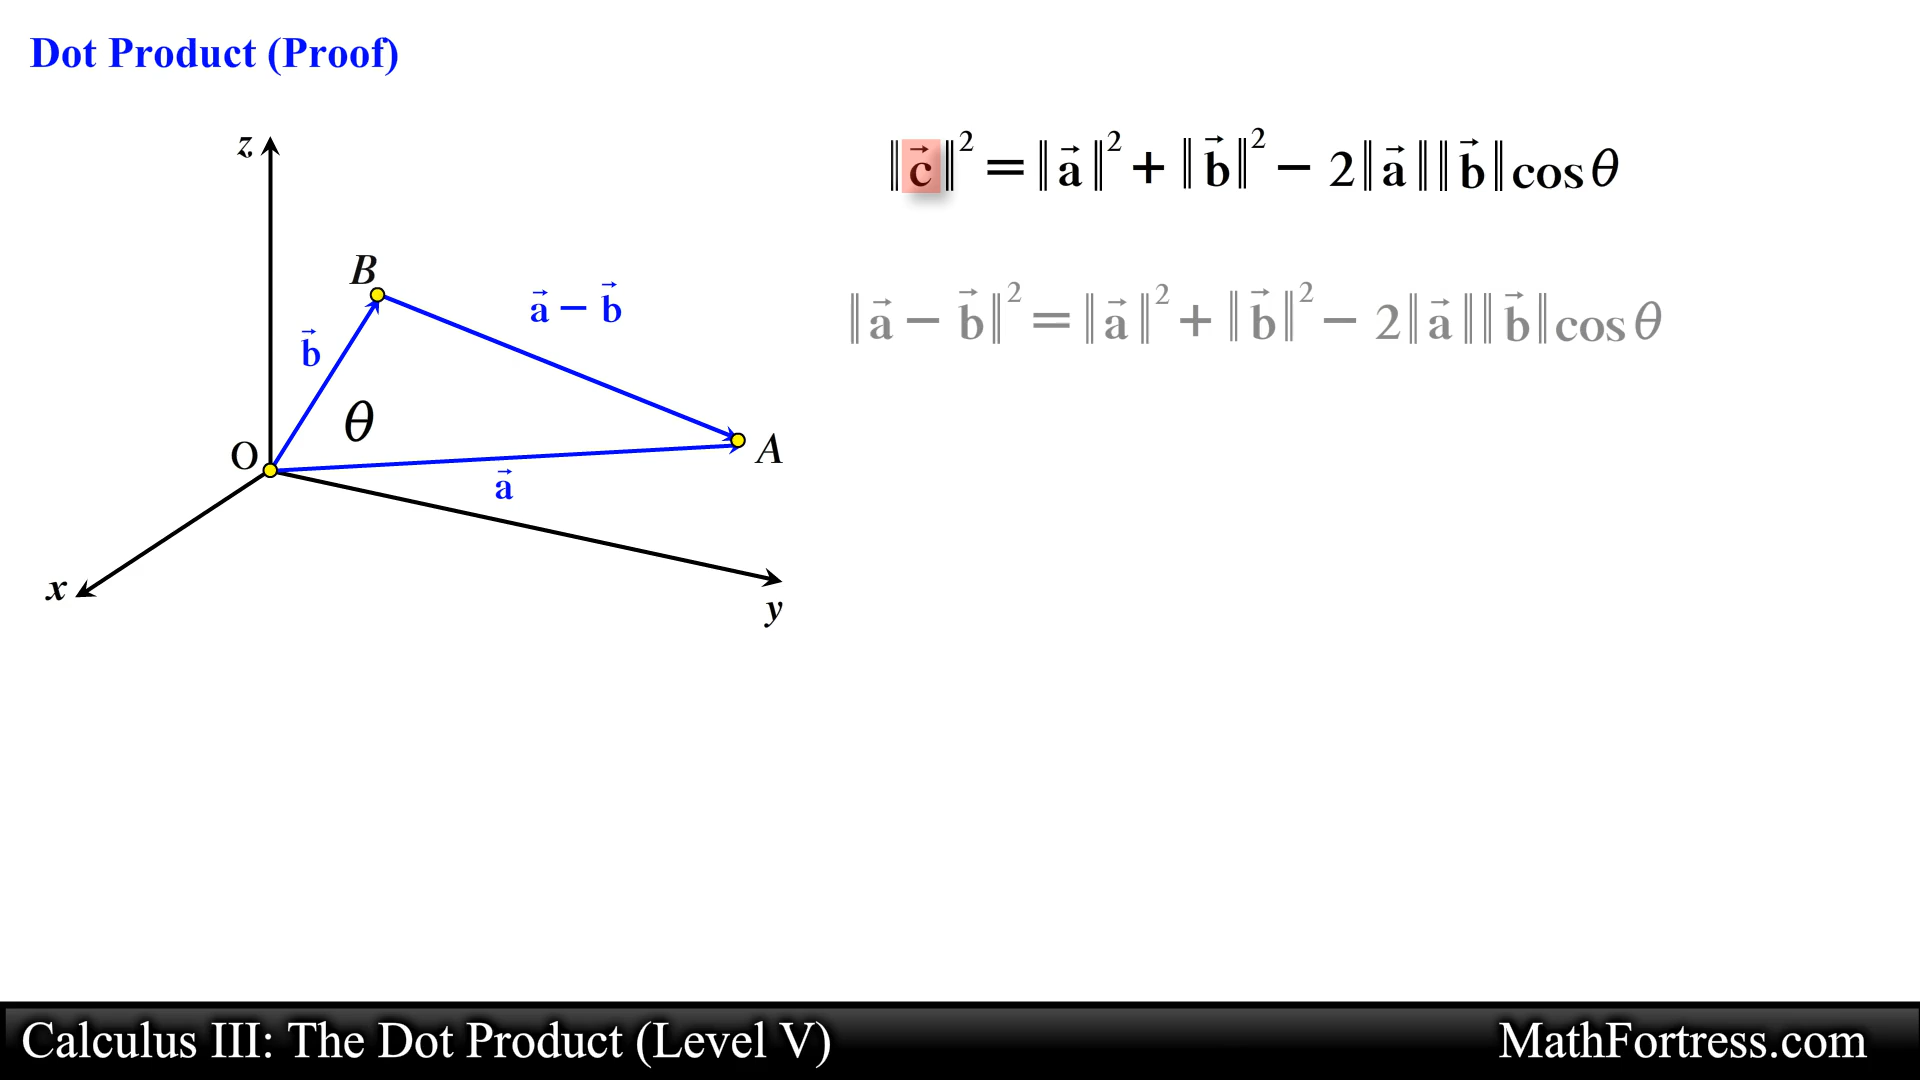 Dot Product (Proof)
‖c⃗‖² = ‖a⃗‖² + ‖b⃗‖² − 2‖a⃗‖‖b⃗‖cos θ
z
B
a⃗ − b⃗
‖a⃗ − b⃗‖² = ‖a⃗‖² + ‖b⃗‖² − 2‖a⃗‖‖b⃗‖cos θ
b⃗
θ
O
A
a⃗
x
y
Calculus III: The Dot Product (Level V)
MathFortress.com